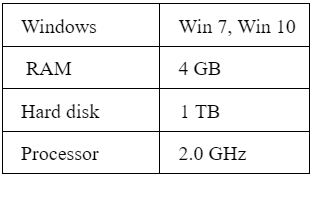 Windows Win 7, Win 10
RAM 4 GB
Hard disk 1 TB
Processor 2.0 GHz